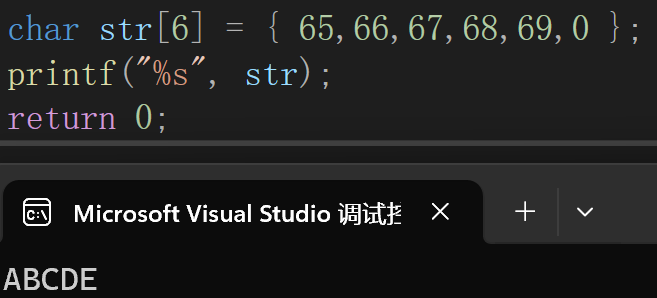 char str[6] = { 65,66,67,68,69,0 };
printf("%s", str);
return 0;
C:\ Microsoft Visual Studio 调试
ABCDE